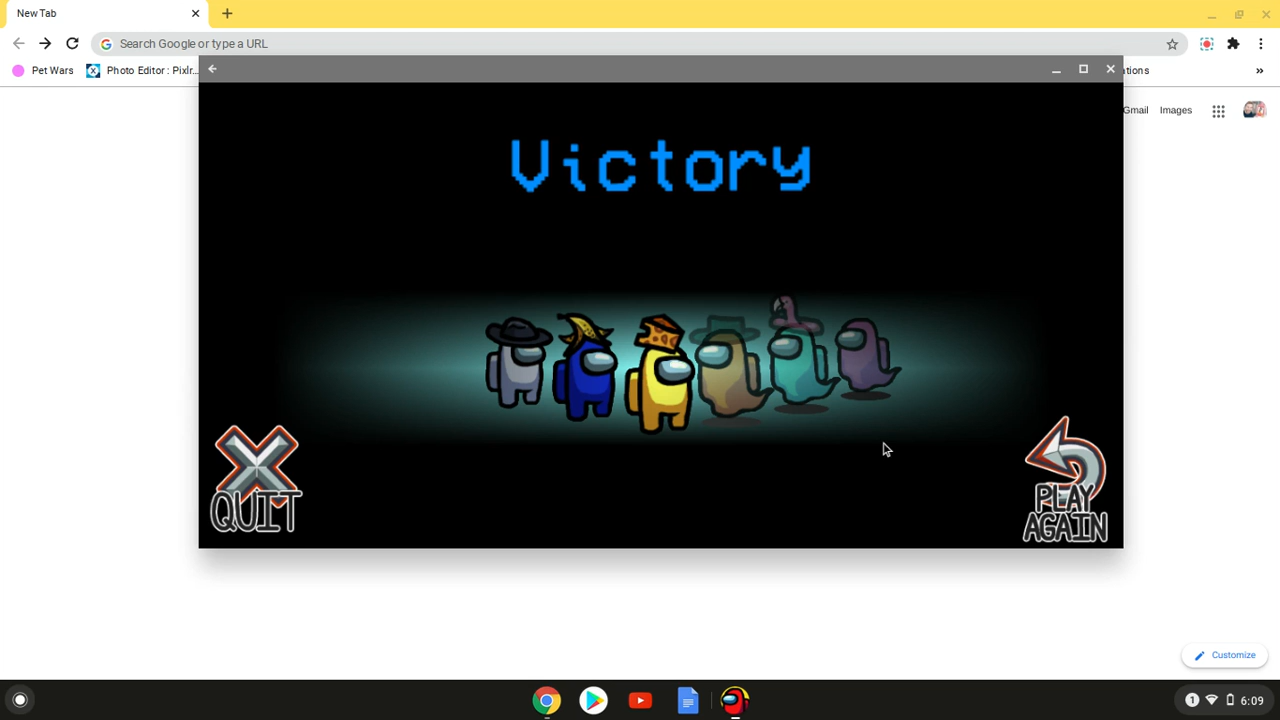 New Tab
Search Google or type a URL
Pet Wars
Photo Editor : Pixlr...
ations
»
Gmail
Images
Victory
QUIT
PLAY
AGAIN
Customize
1
6:09